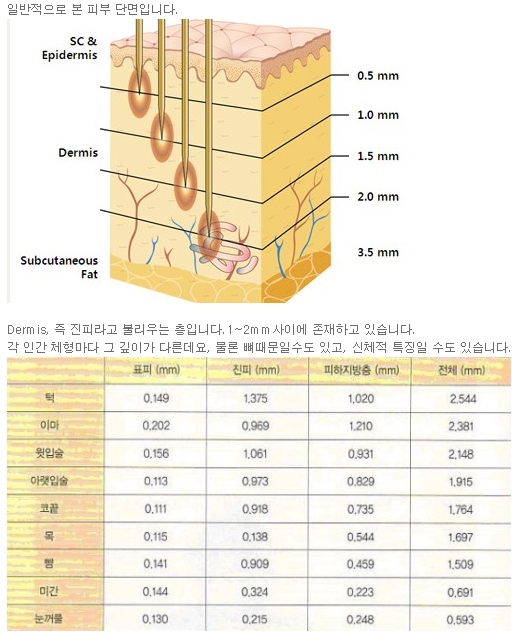 일반적으로 본 피부 단면입니다.
SC &
Epidermis
0.5 mm
1.0 mm
Dermis
1.5 mm
2.0 mm
Subcutaneous
Fat
3.5 mm
Dermis, 즉 진피라고 불리우는 층입니다. 1~2mm 사이에 존재하고 있습니다.
각 인간 체형마다 그 깊이가 다른데요, 물론 뼈때문일수도 있고, 신체적 특징일 수도 있습니다.
표피 (mm) 진피 (mm) 피하지방층 (mm) 전체 (mm)
턱 0.149 1.375 1.020 2.544
이마 0.202 0.969 1.210 2.381
윗입술 0.156 1.061 0.931 2.148
아랫입술 0.113 0.973 0.829 1.915
코끝 0.111 0.918 0.735 1.764
목 0.115 0.138 0.544 1.697
빰 0.141 0.909 0.459 1.509
미간 0.144 0.324 0.223 0.691
눈꺼풀 0.130 0.215 0.248 0.593